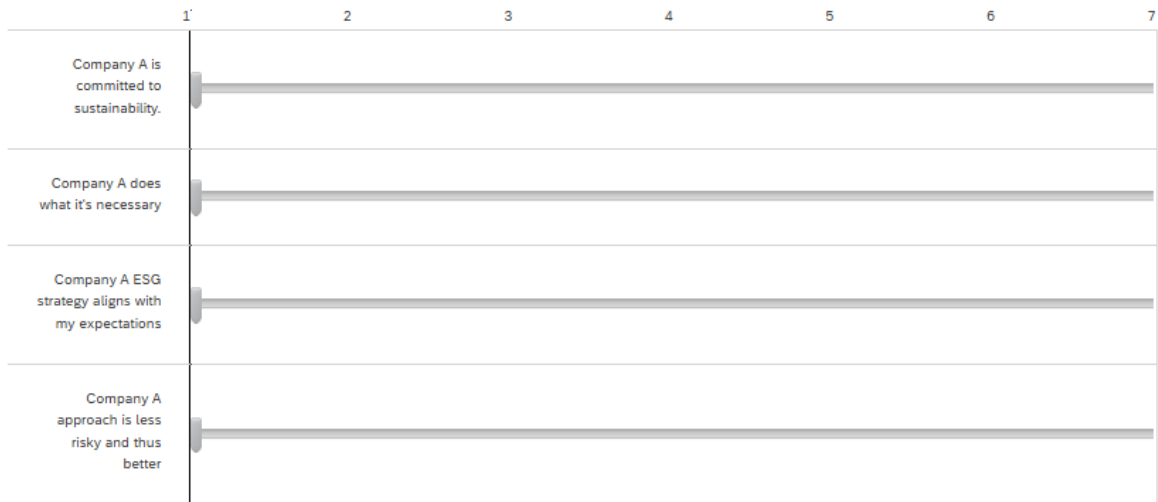 1 2 3 4 5 6 7
Company A is
committed to
sustainability.
Company A does
what it's necessary
Company A ESG
strategy aligns with
my expectations
Company A
approach is less
risky and thus
better